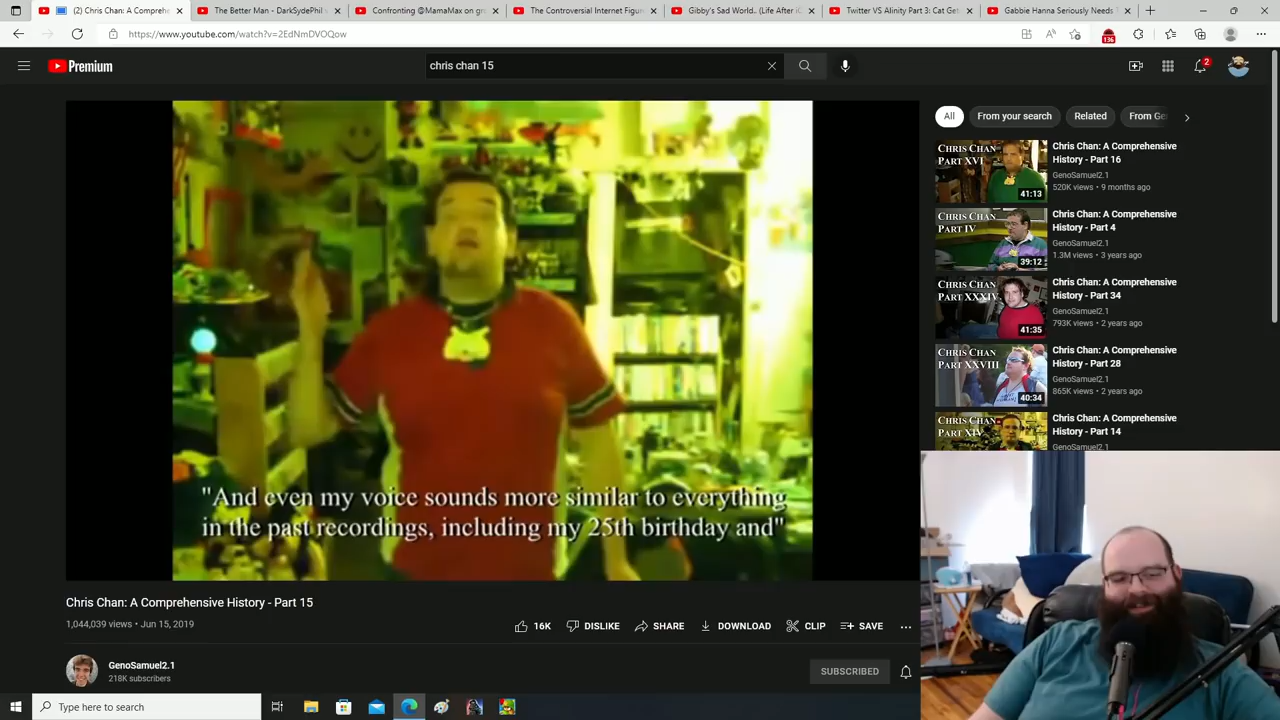 (2) Chris Chan: A Comprehe
The Better Man - DarkSydePhil
Confronting @MamaMax on
The Controversial Internet Figu
Gibby's Sad World.. (Life After
Twitter VS Alinity Part 3: Cat Get
Gabbie Hanna Seriously Needs
https://www.youtube.com/watch?v=2EdNmDVOQow
136
Premium
chris chan 15
2
All
From your search
Related
From Ge
"And even my voice sounds more similar to everything
in the past recordings, including my 25th birthday and"
CHRIS CHAN
PART XVI
41:13
Chris Chan: A Comprehensive
History - Part 16
GenoSamuel2.1
520K views • 9 months ago
CHRIS CHAN
PART IV
39:12
Chris Chan: A Comprehensive
History - Part 4
GenoSamuel2.1
1.3M views • 3 years ago
CHRIS CHAN
PART XXXIV
41:35
Chris Chan: A Comprehensive
History - Part 34
GenoSamuel2.1
793K views • 2 years ago
CHRIS CHAN
PART XXVIII
40:34
Chris Chan: A Comprehensive
History - Part 28
GenoSamuel2.1
865K views • 2 years ago
CHRIS CHAN
PART XIV
Chris Chan: A Comprehensive
History - Part 14
GenoSamuel2.1
Chris Chan: A Comprehensive History - Part 15
1,044,039 views • Jun 15, 2019
16K
DISLIKE
SHARE
DOWNLOAD
CLIP
SAVE
GenoSamuel2.1
218K subscribers
SUBSCRIBED
Type here to search